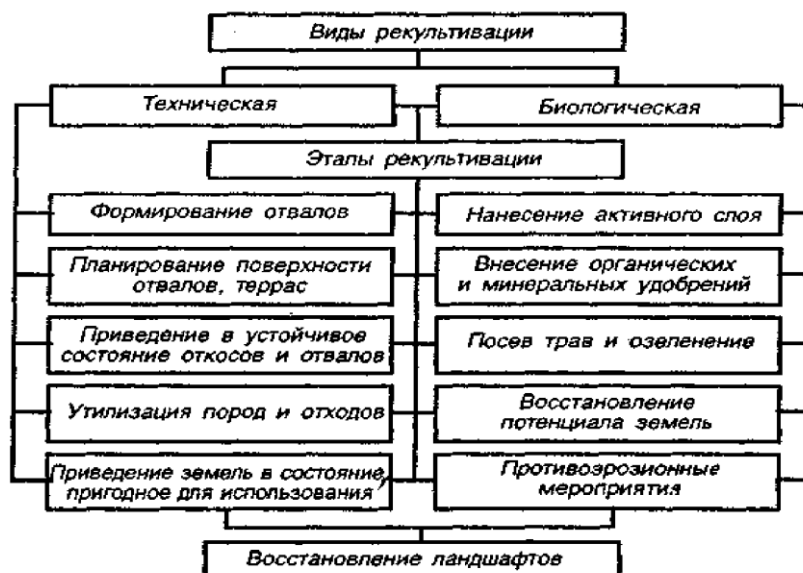 Виды рекультивации
Техническая
Биологическая
Этапы рекультивации
Формирование отвалов
Нанесение активного слоя
Планирование поверхности
отвалов, террас
Внесение органических
и минеральных удобрений
Приведение в устойчивое
состояние откосов и отвалов
Посев трав и озеленение
Утилизация пород и отходов
Восстановление
потенциала земель
Приведение земель в состояние,
пригодное для использования
Противоэрозионные
мероприятия
Восстановление ландшафтов